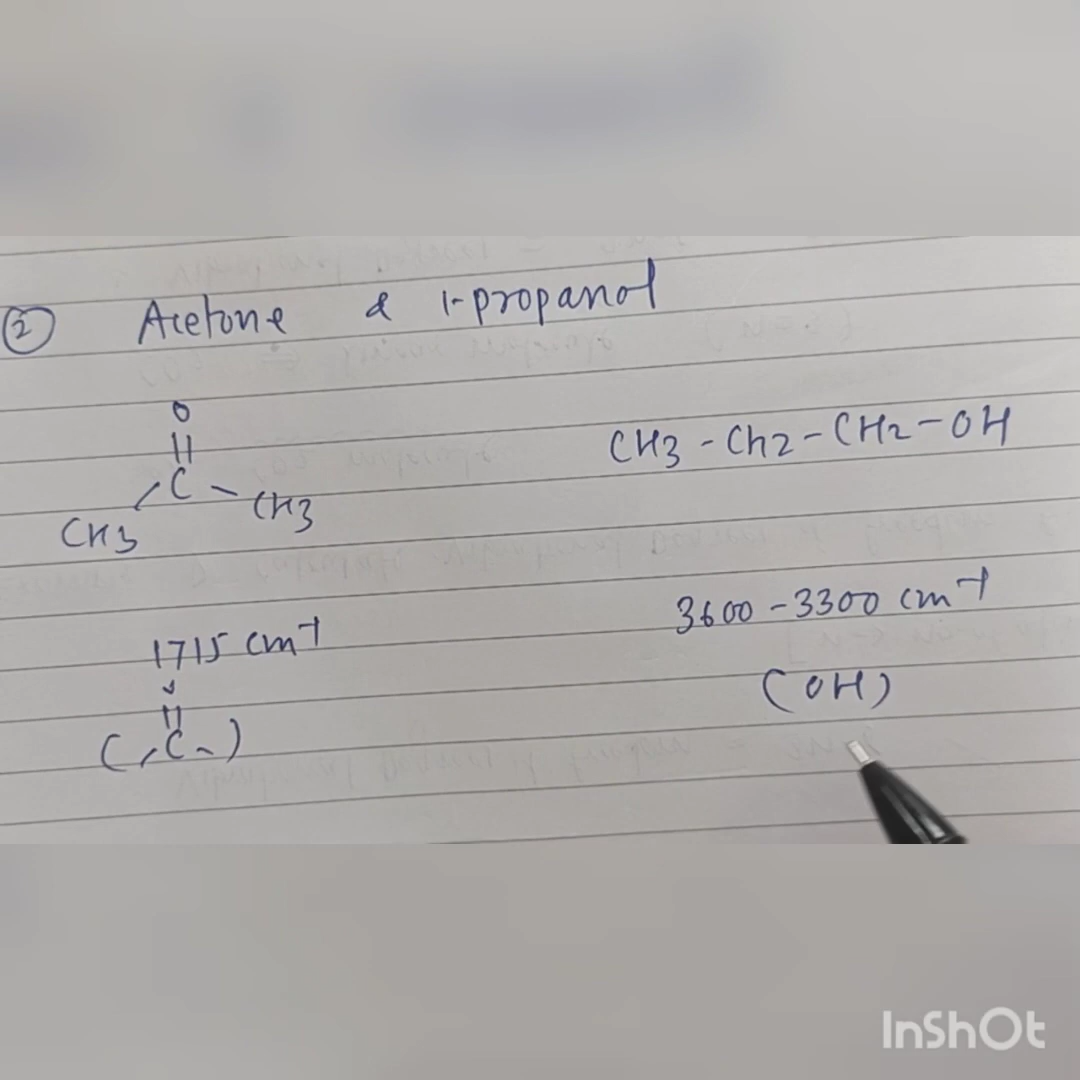 ② Acetone & 1-propanol
O
||
C
CH3 CH3
CH3-Ch2-CH2-OH
1715 cm⁻¹
(C)
3600-3300 cm⁻¹
(OH)
InShOt